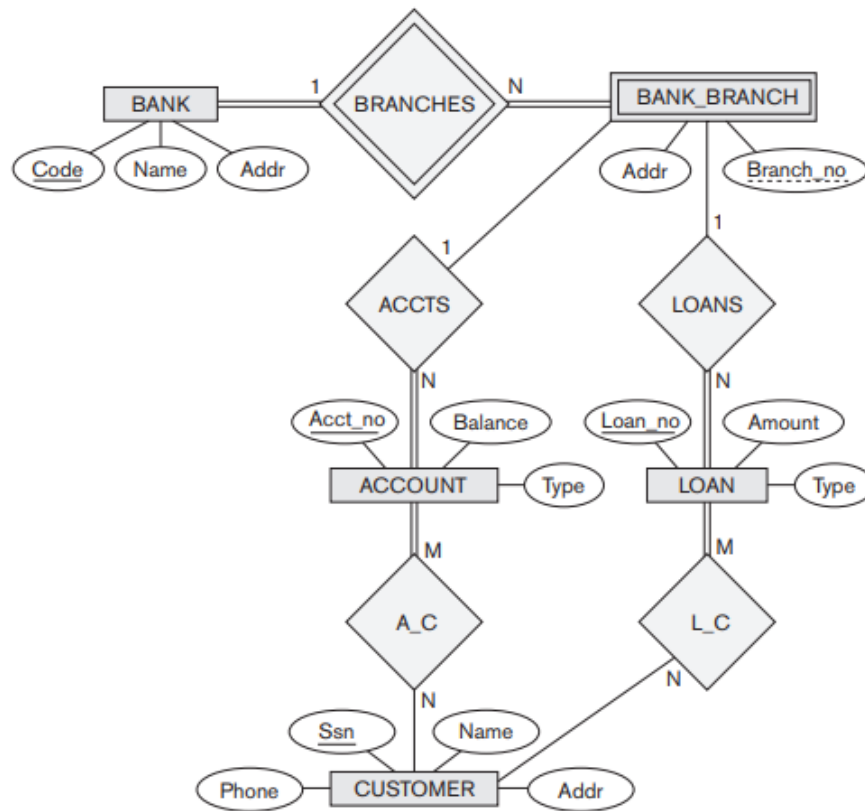 1 N
BANK BRANCHES BANK_BRANCH
Code Name Addr Addr Branch_no
1 1
ACCTS LOANS
N N
Acct_no Balance Loan_no Amount
ACCOUNT Type LOAN Type
M M
A_C L_C
N N
Ssn Name
Phone CUSTOMER Addr